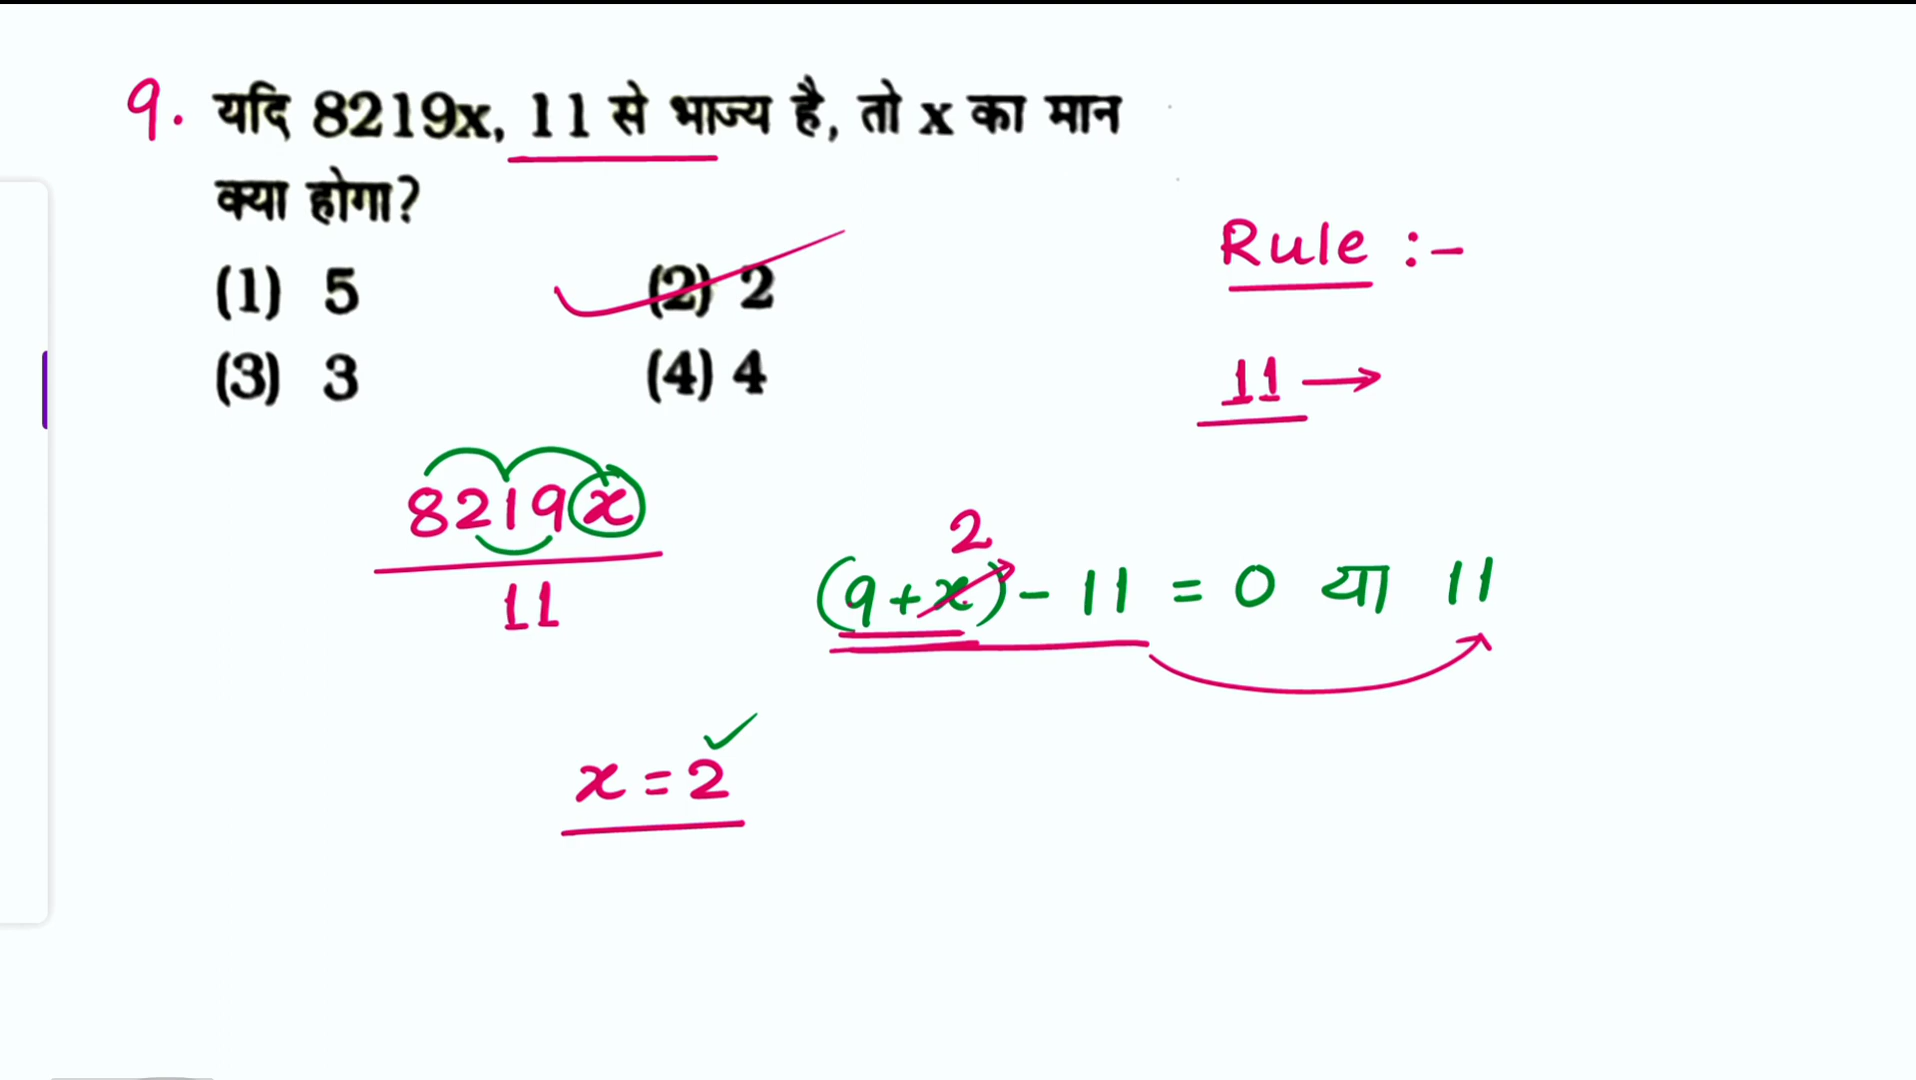 9. यदि 8219x, 11 से भाज्य है, तो x का मान
क्या होगा?
(1) 5 (2) 2
(3) 3 (4) 4
Rule :-
11 →
8219x
11
2
(9+x) - 11 = 0 या 11
x = 2